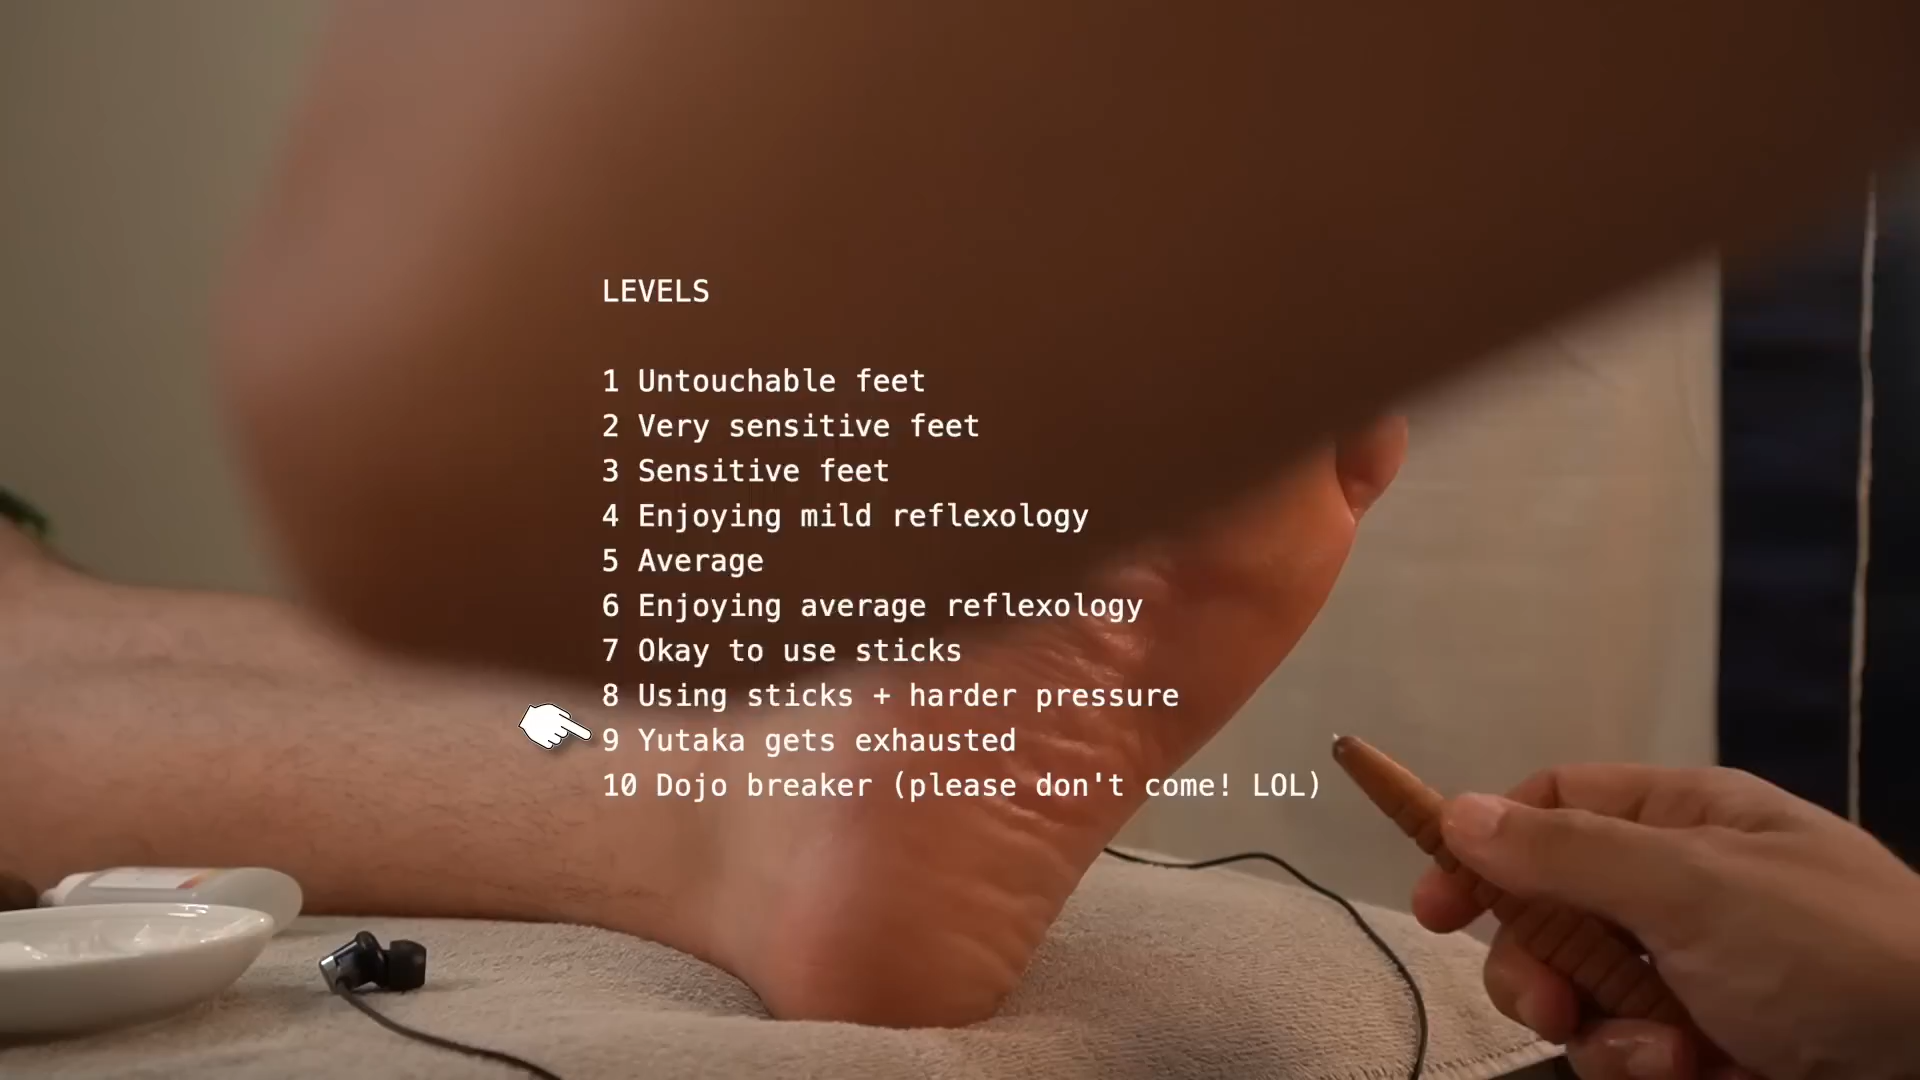 LEVELS
1 Untouchable feet
2 Very sensitive feet
3 Sensitive feet
4 Enjoying mild reflexology
5 Average
6 Enjoying average reflexology
7 Okay to use sticks
8 Using sticks + harder pressure
9 Yutaka gets exhausted
10 Dojo breaker (please don't come! LOL)